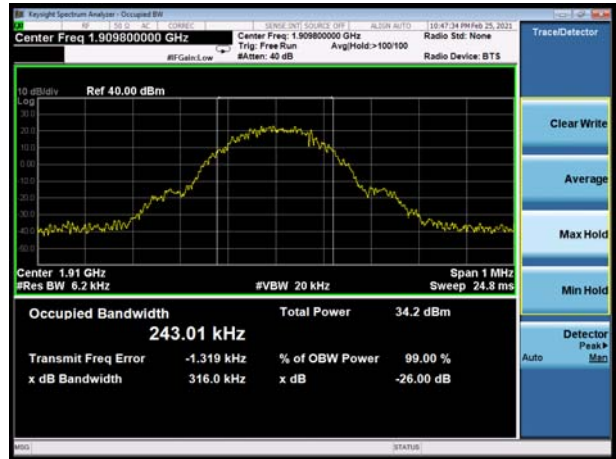 Keysight Spectrum Analyzer - Occupied BW
RF 50 Ω AC CORREC SENSE:INT SOURCE OFF ALIGN AUTO 10:47:34 PM Feb 25, 2021
Center Freq 1.909800000 GHz Center Freq: 1.909800000 GHz Radio Std: None
Trig: Free Run Avg|Hold:>100/100
#IFGain:Low #Atten: 40 dB Radio Device: BTS
Trace/Detector
10 dB/div Ref 40.00 dBm
Log
30.0
20.0
10.0
0.00
-10.0
-20.0
-30.0
-40.0
-50.0
Center 1.91 GHz Span 1 MHz
#Res BW 6.2 kHz #VBW 20 kHz Sweep 24.8 ms
Occupied Bandwidth Total Power 34.2 dBm
243.01 kHz
Transmit Freq Error -1.319 kHz % of OBW Power 99.00 %
x dB Bandwidth 316.0 kHz x dB -26.00 dB
Clear Write
Average
Max Hold
Min Hold
Detector
Peak▶
Auto Man
MSG STATUS